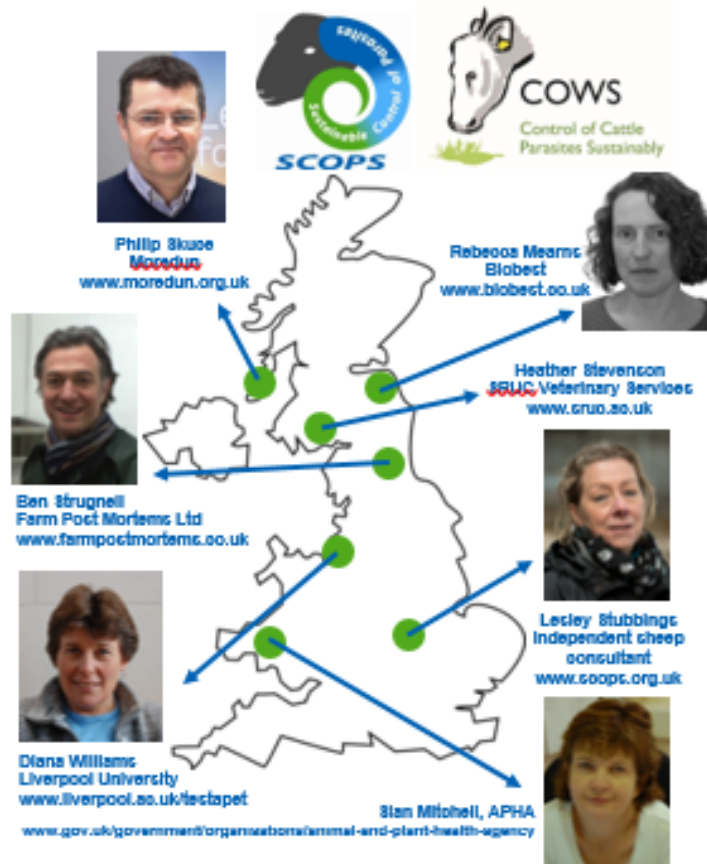 Sustainable Control of Parasites
SCOPS
COWS
Control of Cattle
Parasites Sustainably
Philip Skuce
Moredun
www.moredun.org.uk
Rebecca Mearns
Biobest
www.biobest.co.uk
Heather Stevenson
SRUC Veterinary Services
www.sruc.ac.uk
Ben Strugnell
Farm Post Mortems Ltd
www.farmpostmortems.co.uk
Lesley Stubbings
Independent sheep
consultant
www.scops.org.uk
Diana Williams
Liverpool University
www.liverpool.ac.uk/testapet
Sian Mitchell, APHA
www.gov.uk/government/organisations/animal-and-plant-health-agency